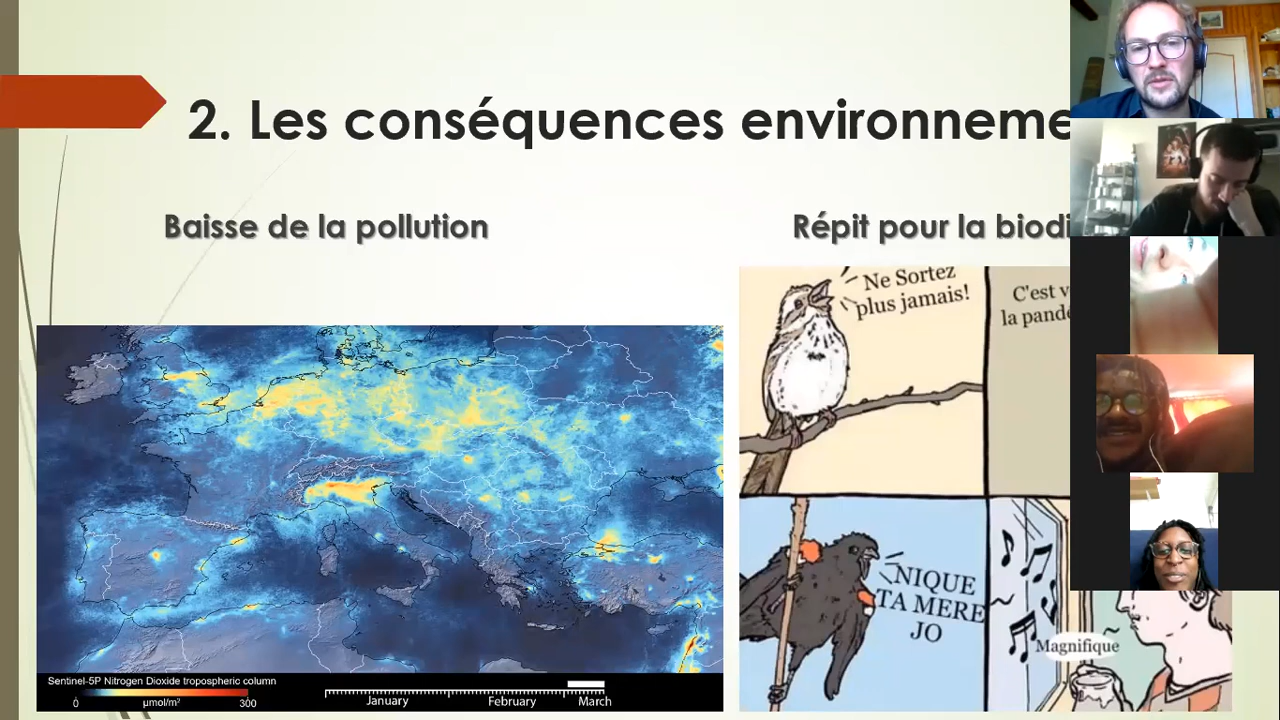 2. Les conséquences environneme
Baisse de la pollution
Répit pour la biodi
Ne Sortez
plus jamais!
C'est v
la pand
NIQUE
TA MERE
JO
Magnifique
Sentinel-5P Nitrogen Dioxide tropospheric column
0 µmol/m² 300
January February March